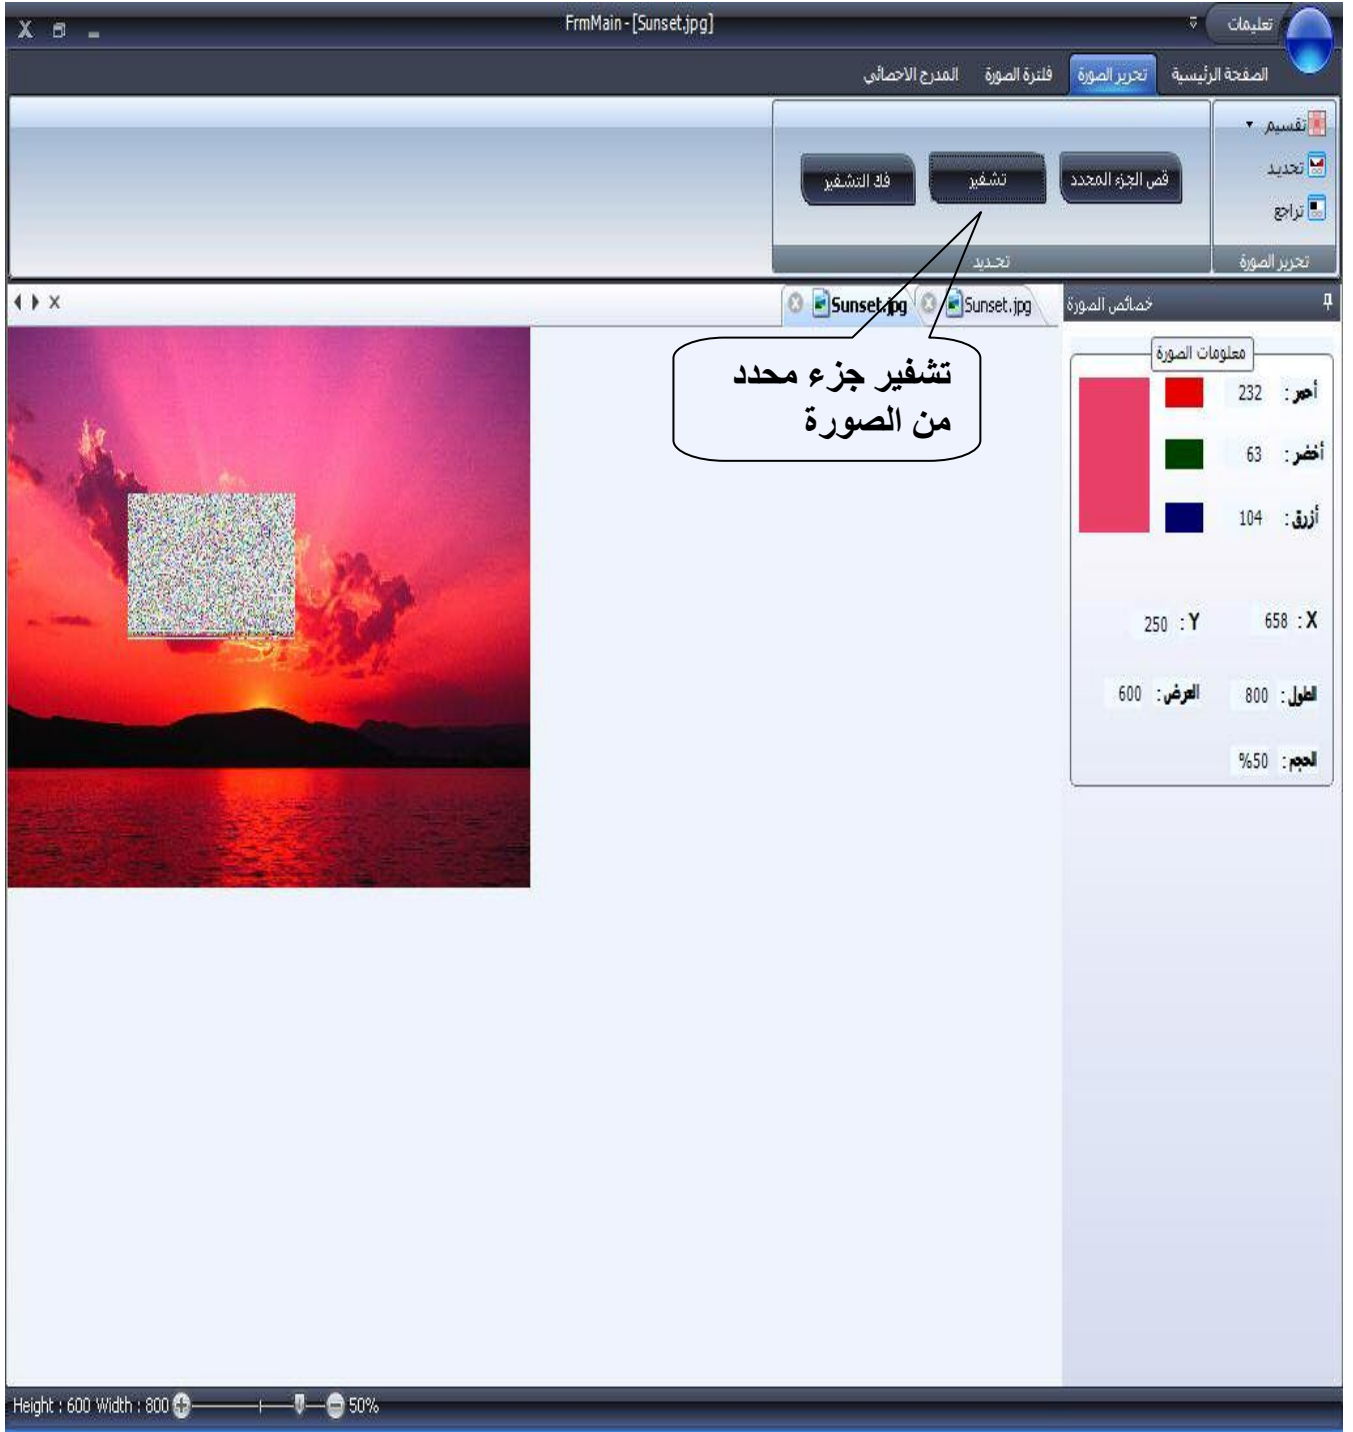 FrmMain - [Sunset.jpg]
تعليمات
الصفحة الرئيسية
تحرير الصورة
فلترة الصورة
المدرج الاحصائي
تقسيم
تحديد
تراجع
تحرير الصورة
قص الجزء المحدد
تشفير
فك التشفير
تحديد
خصائص الصورة
Sunset.jpg
Sunset.jpg
تشفير جزء محدد
من الصورة
معلومات الصورة
أحمر : 232
أخضر : 63
أزرق : 104
X : 658 Y : 250
الطول : 800 العرض : 600
الحجم : 50%
Height : 600 Width : 800
50%